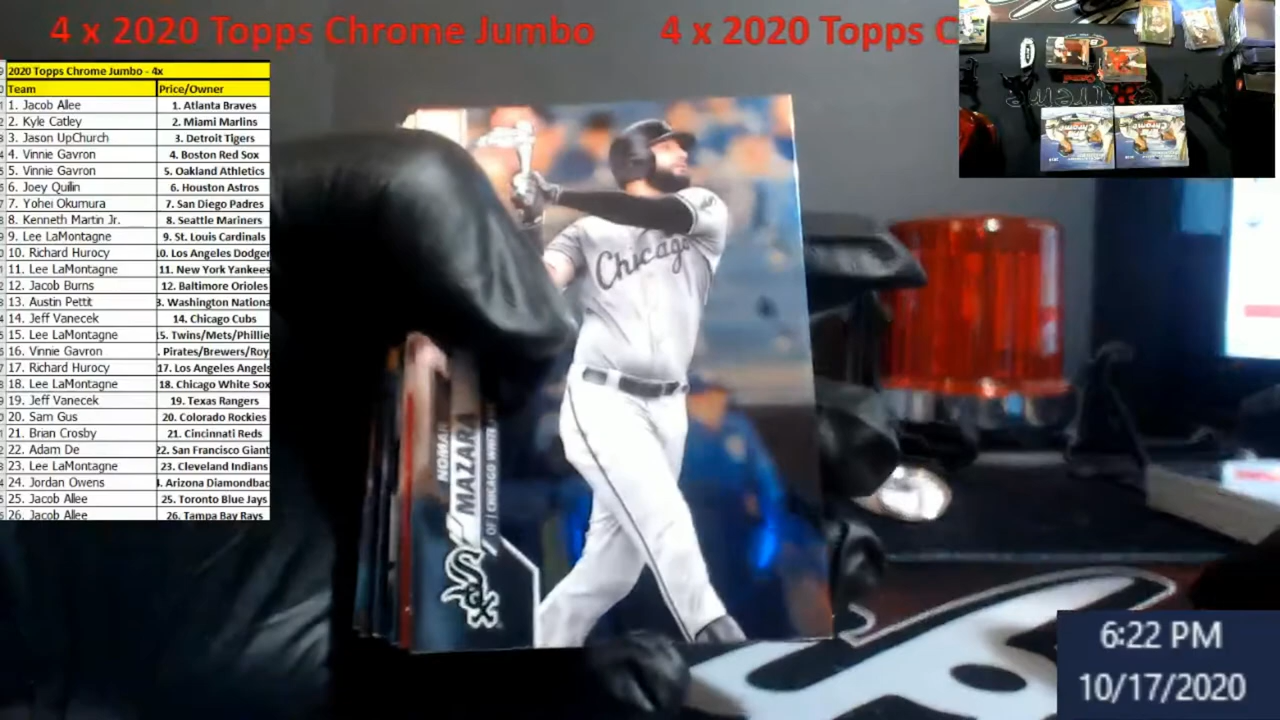 4 x 2020 Topps Chrome Jumbo 4 x 2020 Topps C
2020 Topps Chrome Jumbo - 4x
Team Price/Owner
1. Jacob Allee 1. Atlanta Braves
2. Kyle Catley 2. Miami Marlins
3. Jason UpChurch 3. Detroit Tigers
4. Vinnie Gavron 4. Boston Red Sox
5. Vinnie Gavron 5. Oakland Athletics
6. Joey Quilin 6. Houston Astros
7. Yohei Okumura 7. San Diego Padres
8. Kenneth Martin Jr. 8. Seattle Mariners
9. Lee LaMontagne 9. St. Louis Cardinals
10. Richard Hurocy 10. Los Angeles Dodger
11. Lee LaMontagne 11. New York Yankees
12. Jacob Burns 12. Baltimore Orioles
13. Austin Pettit 3. Washington Nationa
14. Jeff Vanecek 14. Chicago Cubs
15. Lee LaMontagne 15. Twins/Mets/Phillie
16. Vinnie Gavron . Pirates/Brewers/Roy
17. Richard Hurocy 17. Los Angeles Angels
18. Lee LaMontagne 18. Chicago White Sox
19. Jeff Vanecek 19. Texas Rangers
20. Sam Gus 20. Colorado Rockies
21. Brian Crosby 21. Cincinnati Reds
22. Adam De 22. San Francisco Giant
23. Lee LaMontagne 23. Cleveland Indians
24. Jordan Owens . Arizona Diamondbac
25. Jacob Allee 25. Toronto Blue Jays
26. Jacob Allee 26. Tampa Bay Rays
Chicago
NOMAR
MAZARA
OF | CHICAGO WHITE
Sox
6:22 PM
10/17/2020